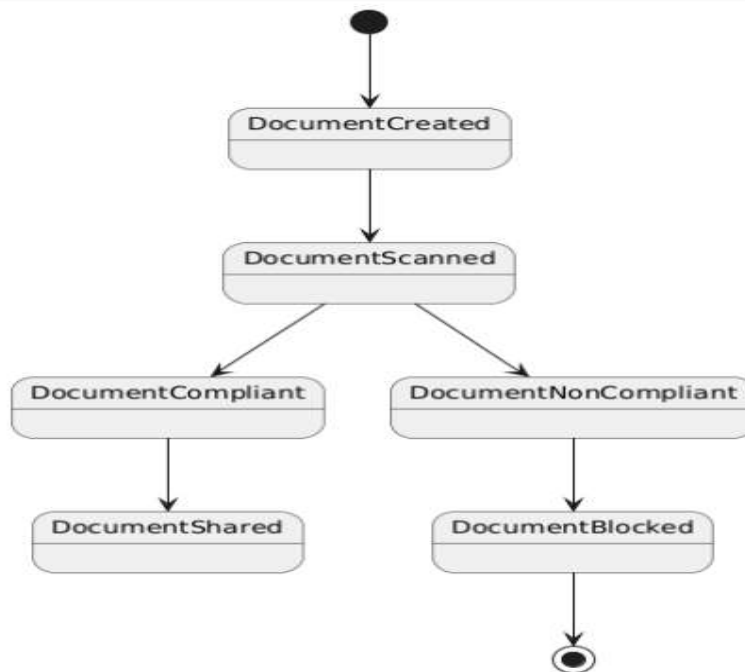 DocumentCreated
DocumentScanned
DocumentCompliant
DocumentNonCompliant
DocumentShared
DocumentBlocked